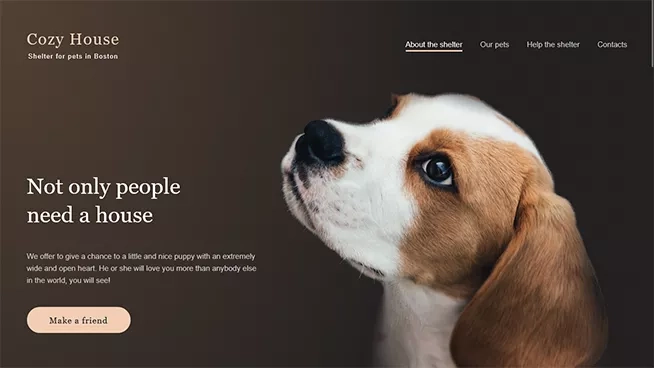 Cozy House
Shelter for pets in Boston
About the shelter
Our pets
Help the shelter
Contacts
Not only people
need a house
We offer to give a chance to a little and nice puppy with an extremely
wide and open heart. He or she will love you more than anybody else
in the world, you will see!
Make a friend